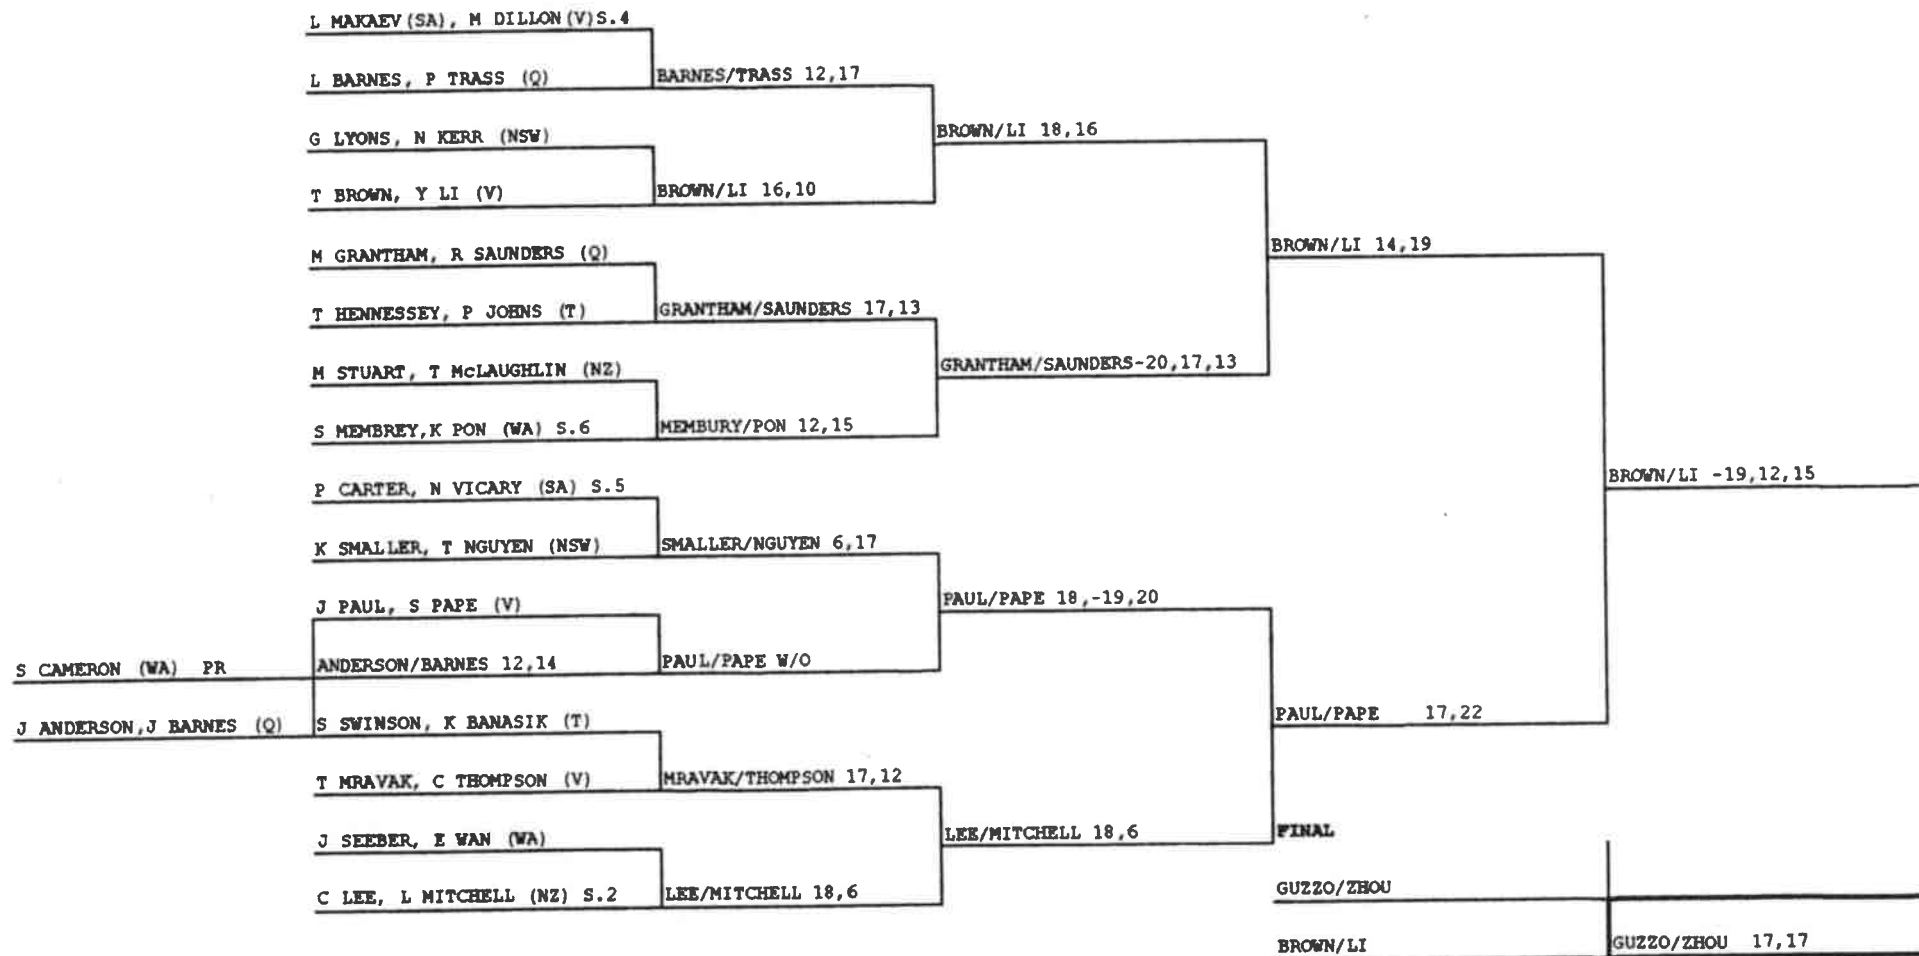 L MAKAEV (SA), M DILLON (V) S.4
L BARNES, P TRASS (Q)
BARNES/TRASS 12,17
G LYONS, N KERR (NSW)
BROWN/LI 18,16
T BROWN, Y LI (V)
BROWN/LI 16,10
M GRANTHAM, R SAUNDERS (Q)
BROWN/LI 14,19
T HENNESSEY, P JOHNS (T)
GRANTHAM/SAUNDERS 17,13
M STUART, T McLAUGHLIN (NZ)
GRANTHAM/SAUNDERS-20,17,13
S MEMBREY,K PON (WA) S.6
MEMBURY/PON 12,15
P CARTER, N VICARY (SA) S.5
BROWN/LI -19,12,15
K SMALLER, T NGUYEN (NSW)
SMALLER/NGUYEN 6,17
J PAUL, S PAPE (V)
PAUL/PAPE 18,-19,20
S CAMERON (WA) PR
ANDERSON/BARNES 12,14
PAUL/PAPE W/O
J ANDERSON,J BARNES (Q)
S SWINSON, K BANASIK (T)
PAUL/PAPE 17,22
T MRAVAK, C THOMPSON (V)
MRAVAK/THOMPSON 17,12
J SEEBER, E WAN (WA)
LEE/MITCHELL 18,6
FINAL
C LEE, L MITCHELL (NZ) S.2
LEE/MITCHELL 18,6
GUZZO/ZHOU
BROWN/LI
GUZZO/ZHOU 17,17